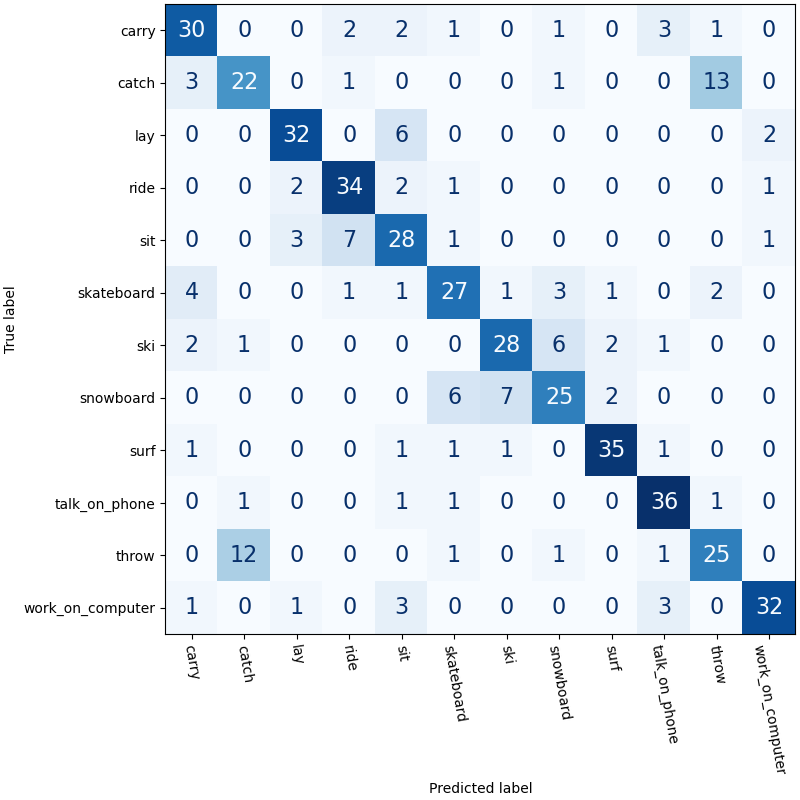 carry 30 0 0 2 2 1 0 1 0 3 1 0
catch 3 22 0 1 0 0 0 1 0 0 13 0
lay 0 0 32 0 6 0 0 0 0 0 0 2
ride 0 0 2 34 2 1 0 0 0 0 0 1
sit 0 0 3 7 28 1 0 0 0 0 0 1
skateboard 4 0 0 1 1 27 1 3 1 0 2 0
ski 2 1 0 0 0 0 28 6 2 1 0 0
snowboard 0 0 0 0 0 6 7 25 2 0 0 0
surf 1 0 0 0 1 1 1 0 35 1 0 0
talk_on_phone 0 1 0 0 1 1 0 0 0 36 1 0
throw 0 12 0 0 0 1 0 1 0 1 25 0
work_on_computer 1 0 1 0 3 0 0 0 0 3 0 32
True label
carry catch lay ride sit skateboard ski snowboard surf talk_on_phone throw work_on_computer
Predicted label